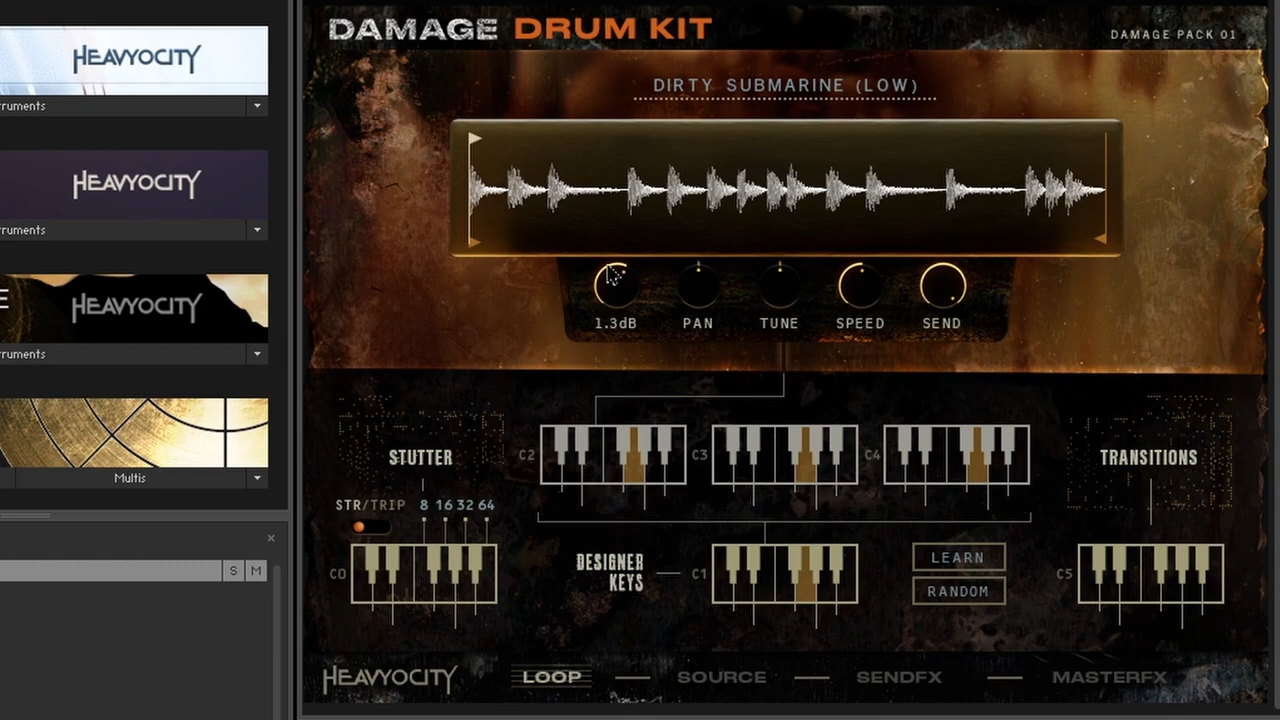 HEAVYOCITY
ruments
HEAVYOCITY
ruments
E
HEAVYOCITY
ruments
Multis
S M
DAMAGE DRUM KIT
DAMAGE PACK 01
DIRTY SUBMARINE (LOW)
1.3dB PAN TUNE SPEED SEND
STUTTER
C2 C3 C4
TRANSITIONS
STR/TRIP 8 16 32 64
C0
DESIGNER
KEYS
C1
LEARN
RANDOM
C5
HEAVYOCITY LOOP SOURCE SENDFX MASTERFX